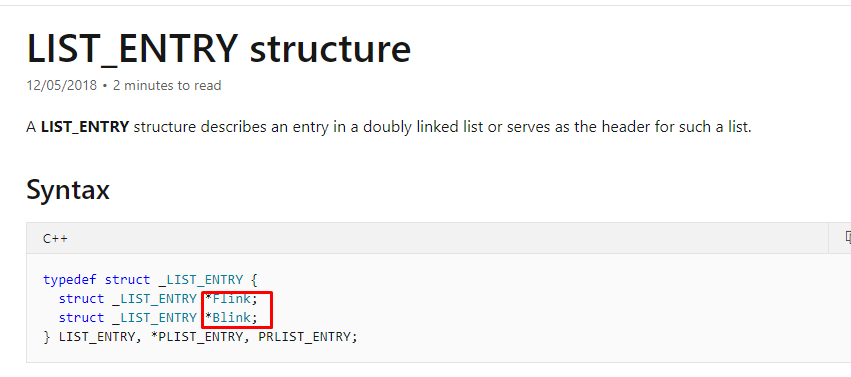 LIST_ENTRY structure
12/05/2018 • 2 minutes to read
A LIST_ENTRY structure describes an entry in a doubly linked list or serves as the header for such a list.
Syntax
C++
typedef struct _LIST_ENTRY {
  struct _LIST_ENTRY *Flink;
  struct _LIST_ENTRY *Blink;
} LIST_ENTRY, *PLIST_ENTRY, PRLIST_ENTRY;